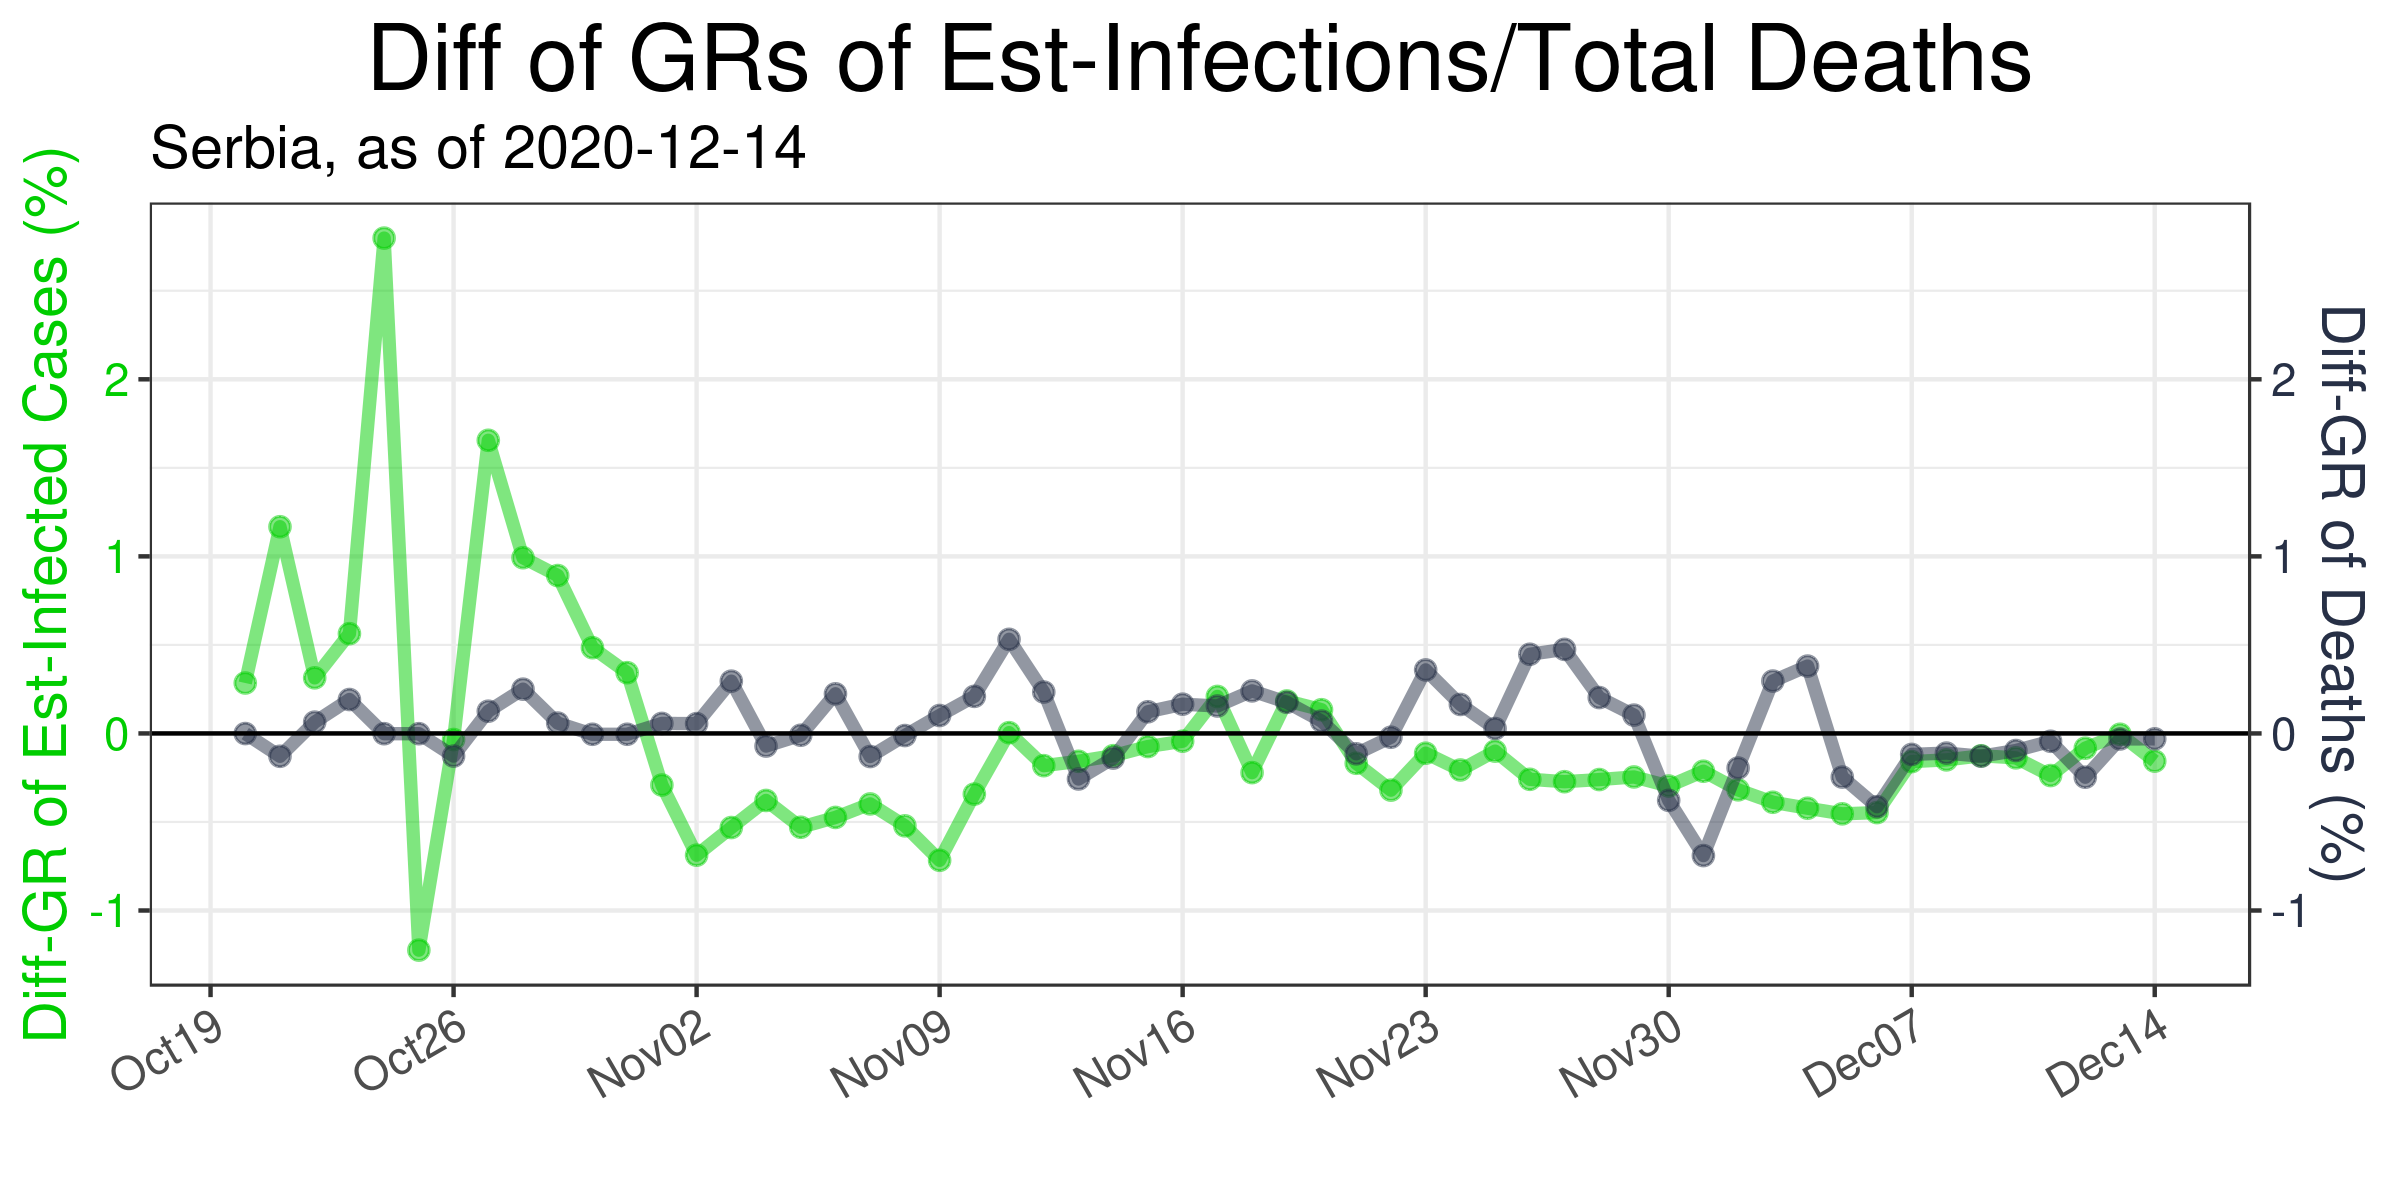 Diff of GRs of Est-Infections/Total Deaths
Serbia, as of 2020-12-14
Diff-GR of Est-Infected Cases (%)
2
1
0
-1
2
1
0
-1
Diff-GR of Deaths (%)
Oct19
Oct26
Nov02
Nov09
Nov16
Nov23
Nov30
Dec07
Dec14